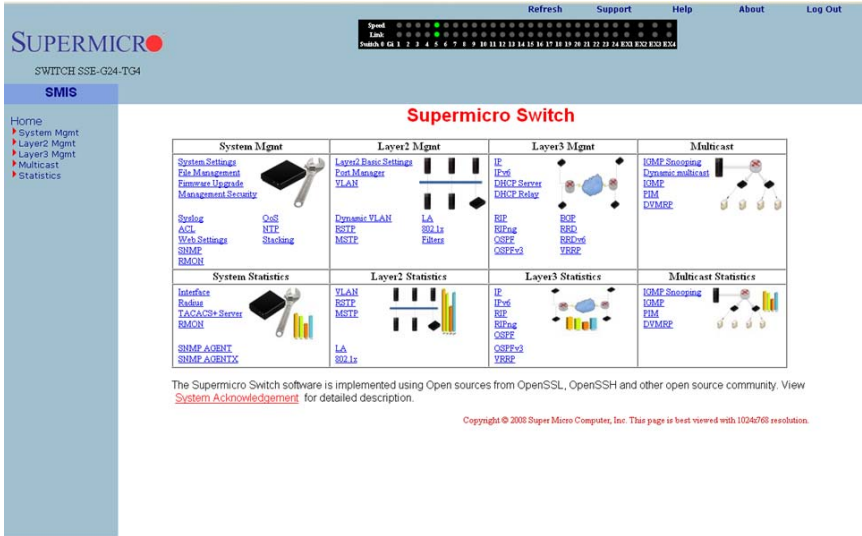 Refresh Support Help About Log Out
Speed
Link
Switch 0 Gi 1 2 3 4 5 6 7 8 9 10 11 12 13 14 15 16 17 18 19 20 21 22 23 24 EX1 EX2 EX3 EX4
SUPERMICRO
SWITCH SSE-G24-TG4
SMIS
Home
System Mgmt
Layer2 Mgmt
Layer3 Mgmt
Multicast
Statistics
Supermicro Switch
System Mgmt
System Settings
File Management
Firmware Upgrade
Management Security
Syslog QoS
ACL NTP
Web Settings Stacking
SNMP
RMON
Layer2 Mgmt
Layer2 Basic Settings
Port Manager
VLAN
Dynamic VLAN LA
RSTP 802.1x
MSTP Filters
Layer3 Mgmt
IP
IPv6
DHCP Server
DHCP Relay
RIP BGP
RIPng RRD
OSPF RRDv6
OSPFv3 VRRP
Multicast
IGMP Snooping
Dynamic multicast
IGMP
PIM
DVMRP
System Statistics
Interface
Radius
TACACS+ Server
RMON
SNMP AGENT
SNMP AGENTX
Layer2 Statistics
VLAN
RSTP
MSTP
LA
802.1x
Layer3 Statistics
IP
IPv6
RIP
RIPng
OSPF
OSPFv3
VRRP
Multicast Statistics
IGMP Snooping
IGMP
PIM
DVMRP
The Supermicro Switch software is implemented using Open sources from OpenSSL, OpenSSH and other open source community. View
System Acknowledgement for detailed description.
Copyright © 2008 Super Micro Computer, Inc. This page is best viewed with 1024x768 resolution.